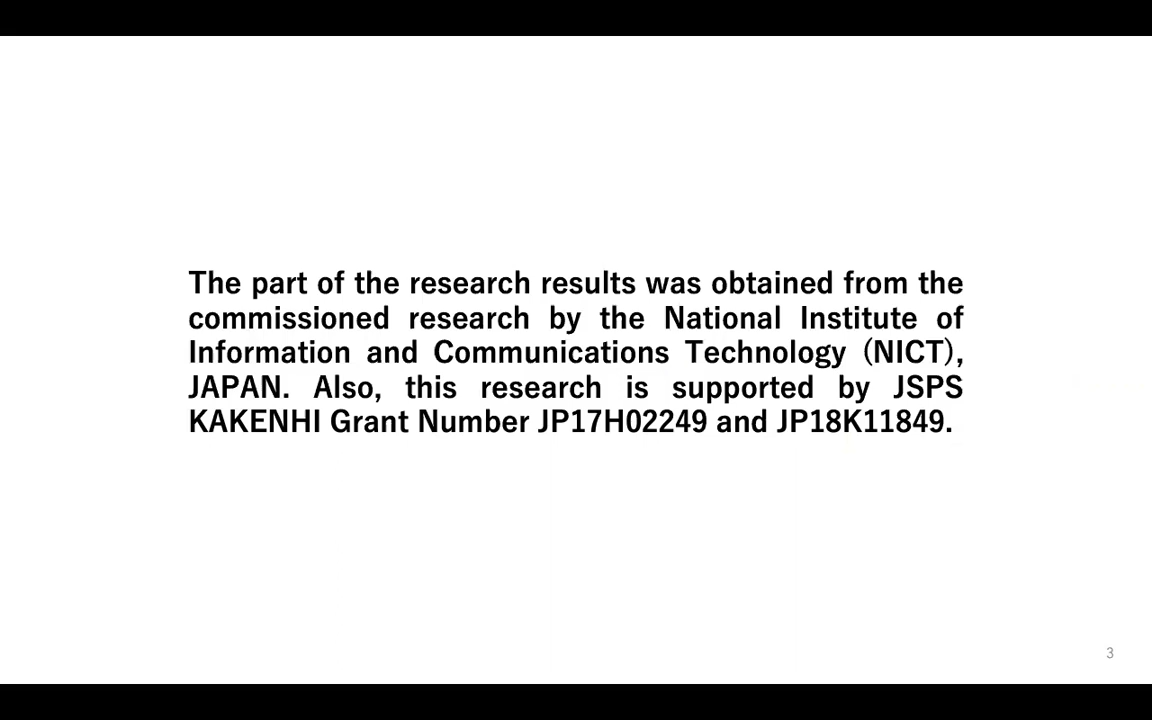 The part of the research results was obtained from the
commissioned research by the National Institute of
Information and Communications Technology (NICT),
JAPAN. Also, this research is supported by JSPS
KAKENHI Grant Number JP17H02249 and JP18K11849.
3